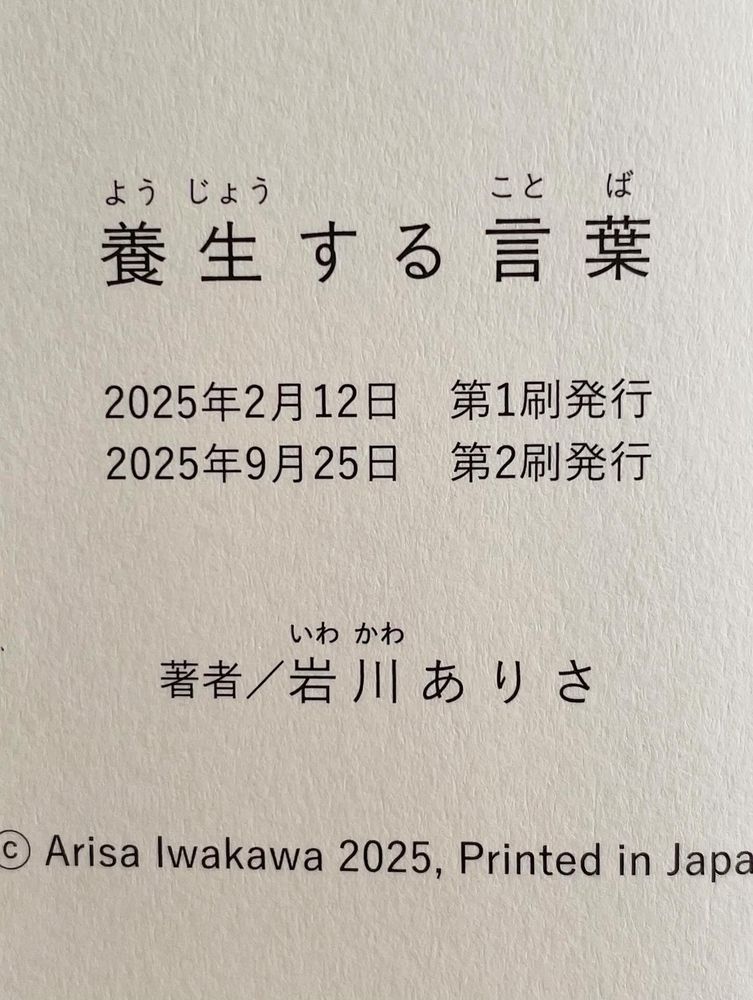 よう じょう こと ば
養生する言葉
2025年2月12日　第1刷発行
2025年9月25日　第2刷発行
いわ かわ
著者／岩川ありさ
Ⓒ Arisa Iwakawa 2025, Printed in Japa